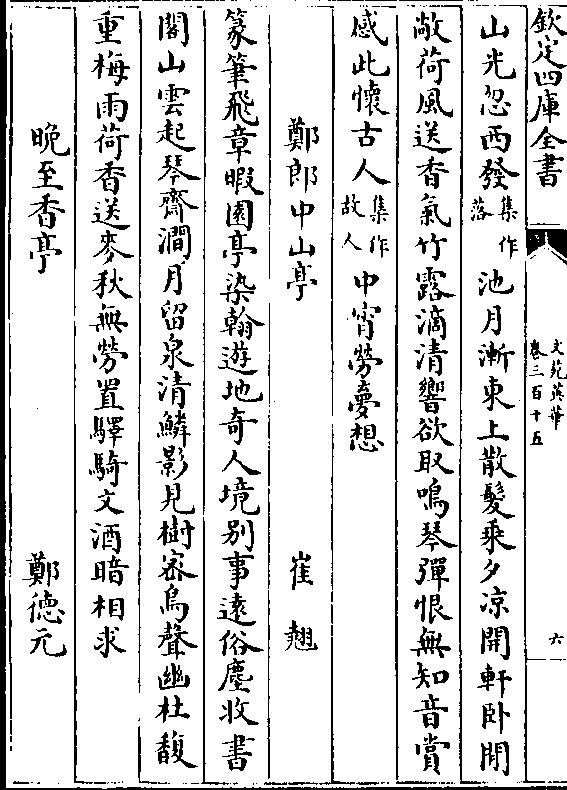 欽定四庫全書
文苑英華
卷三百十五
六
山光忽西發集作落池月漸東上散髮乘夕凉開軒卧閒
敞荷風送香氣竹露滴清響欲取鳴琴彈恨無知音賞
感此懷古人集作故人中宵勞夢想
鄭郎中山亭 崔翹
篆筆飛章暇園亭染翰遊地奇人境别事遠俗塵收書
閣山雲起琴齋澗月留泉清鱗影見樹密鳥聲幽杜馥
重梅雨荷香送麥秋無勞置驛騎文酒暗相求
晚至香亭 鄭德元